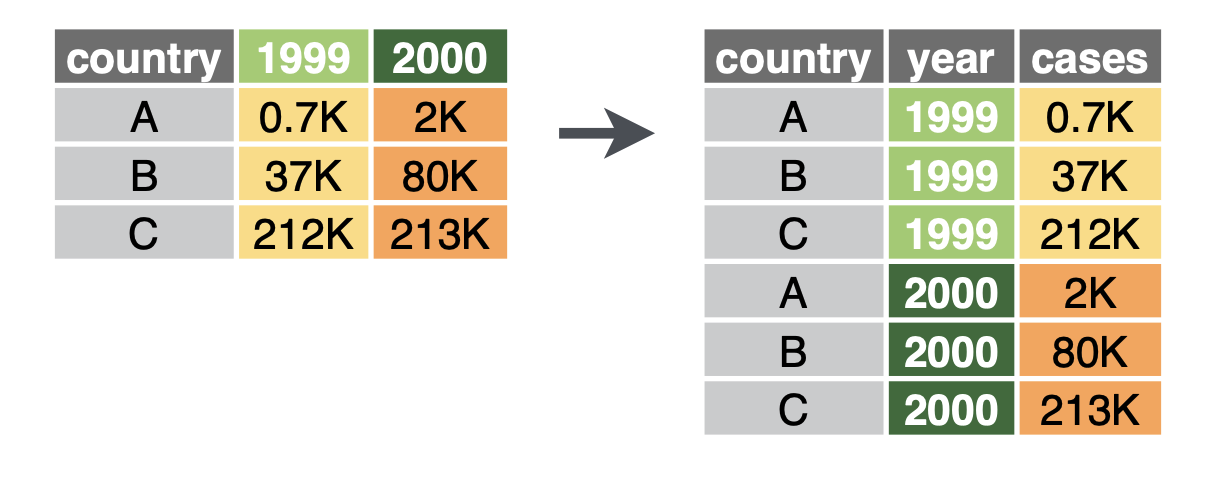 country 1999 2000
A 0.7K 2K
B 37K 80K
C 212K 213K
country year cases
A 1999 0.7K
B 1999 37K
C 1999 212K
A 2000 2K
B 2000 80K
C 2000 213K